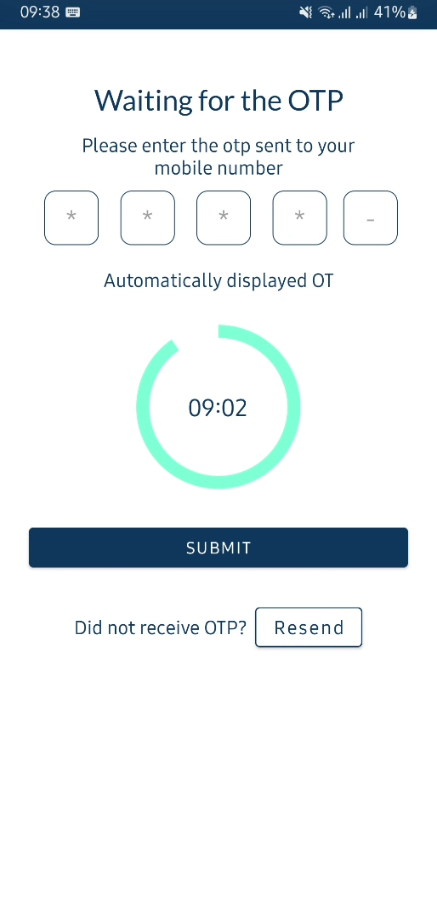 09:38 41%
Waiting for the OTP
Please enter the otp sent to your
mobile number
* * * * -
Automatically displayed OT
09:02
SUBMIT
Did not receive OTP? Resend